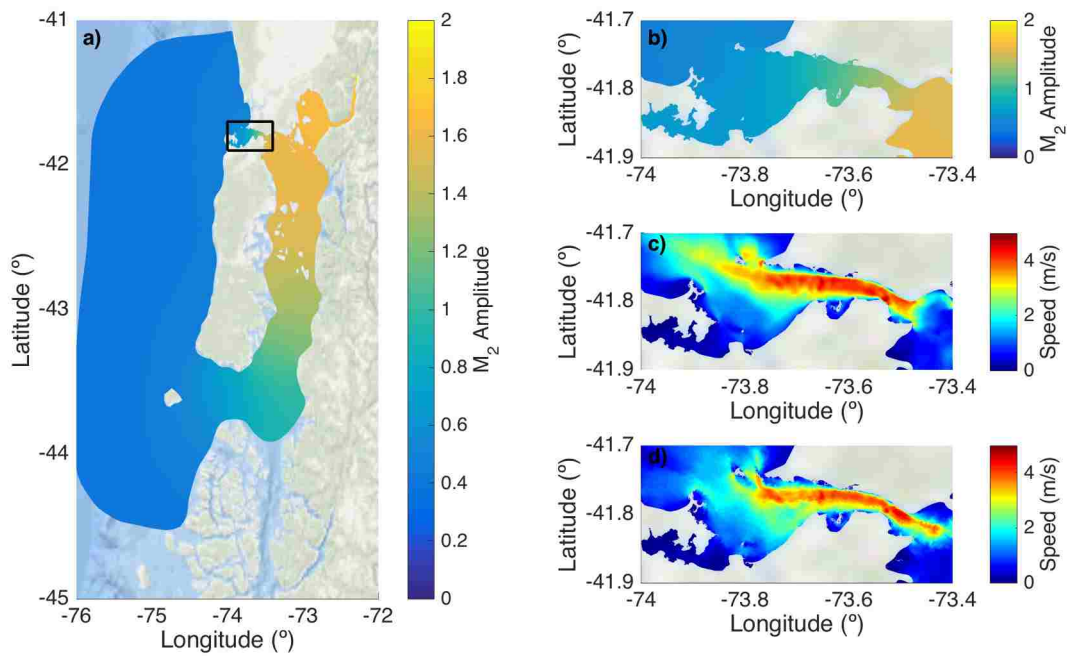 a)
-41
-42
-43
-44
-45
Latitude (º)
-76 -75 -74 -73 -72
Longitude (º)
2
1.8
1.6
1.4
1.2
1
0.8
0.6
0.4
0.2
0
M2 Amplitude
b)
-41.7
-41.8
-41.9
Latitude (º)
-74 -73.8 -73.6 -73.4
Longitude (º)
2
1.5
1
0.5
0
M2 Amplitude
c)
-41.7
-41.8
-41.9
Latitude (º)
-74 -73.8 -73.6 -73.4
Longitude (º)
4
2
0
Speed (m/s)
d)
-41.7
-41.8
-41.9
Latitude (º)
-74 -73.8 -73.6 -73.4
Longitude (º)
4
2
0
Speed (m/s)